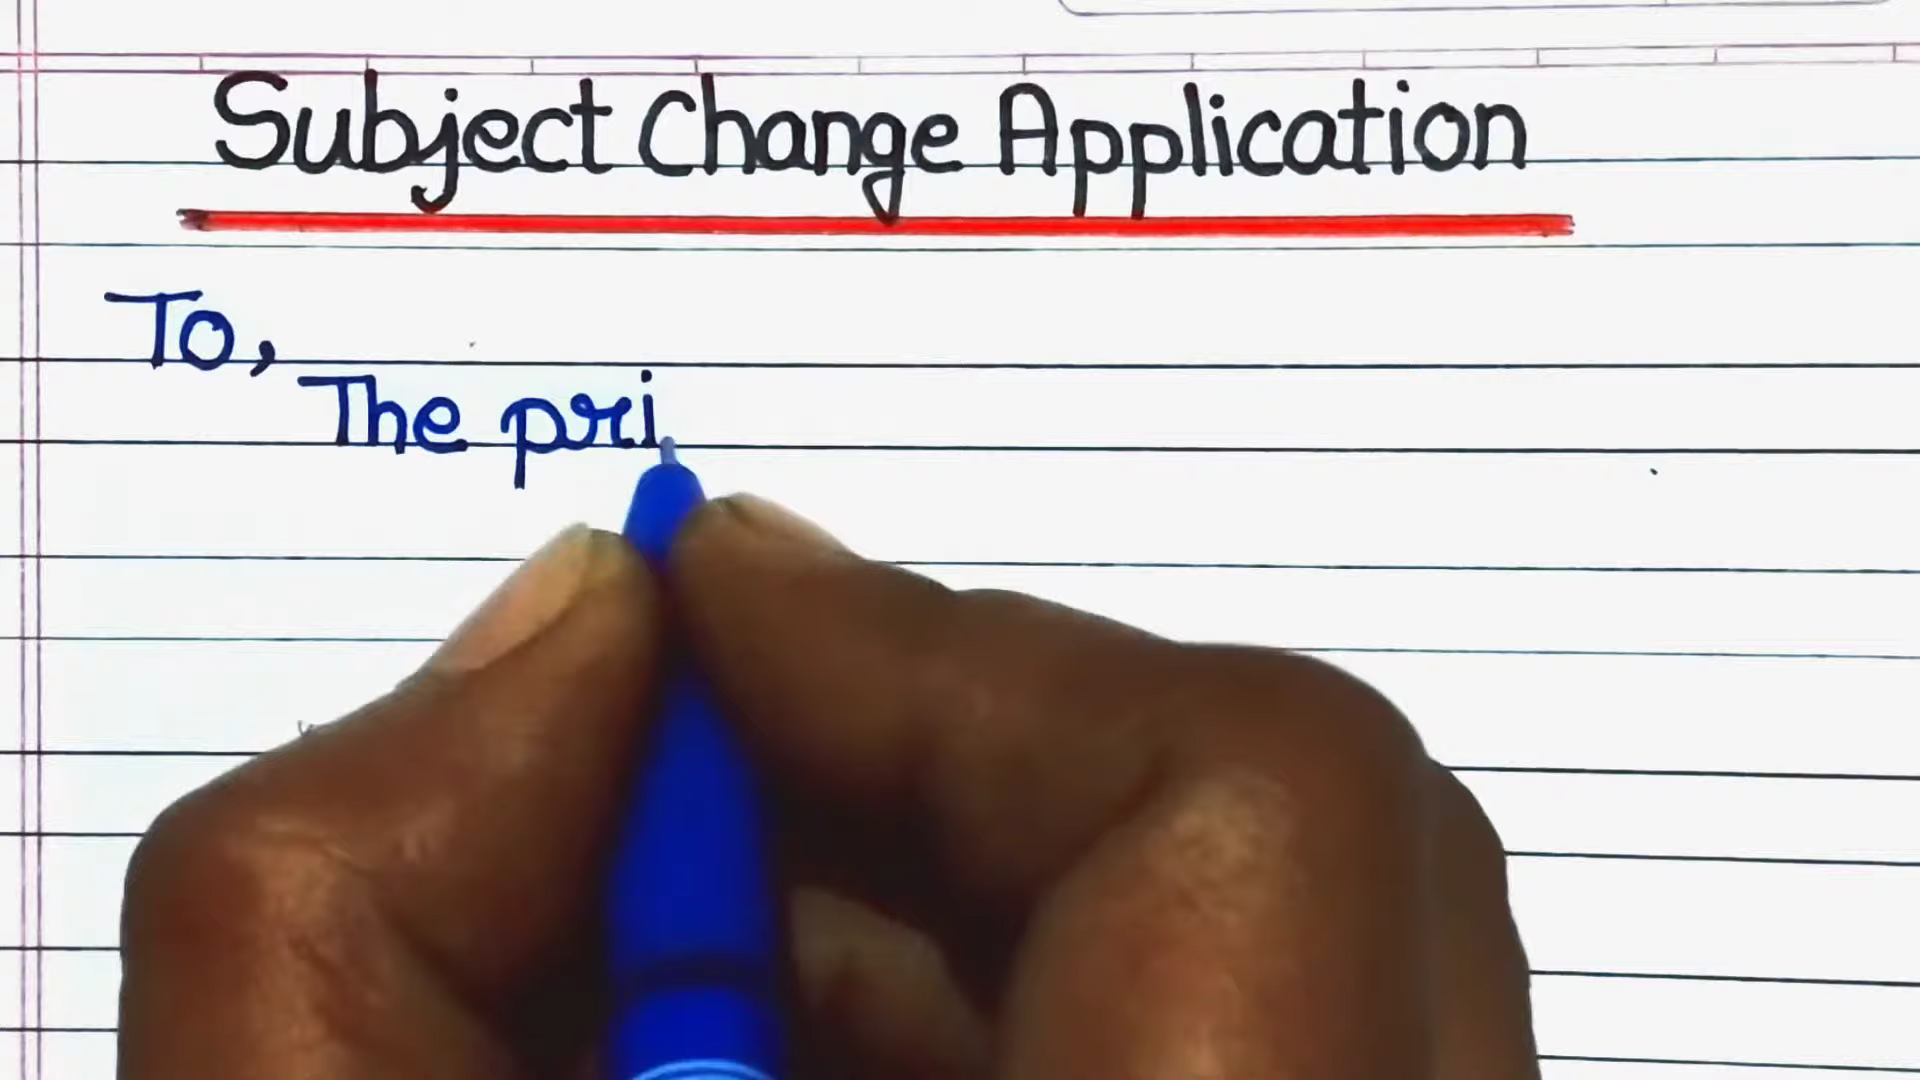 Subject Change Application
To,
The pri